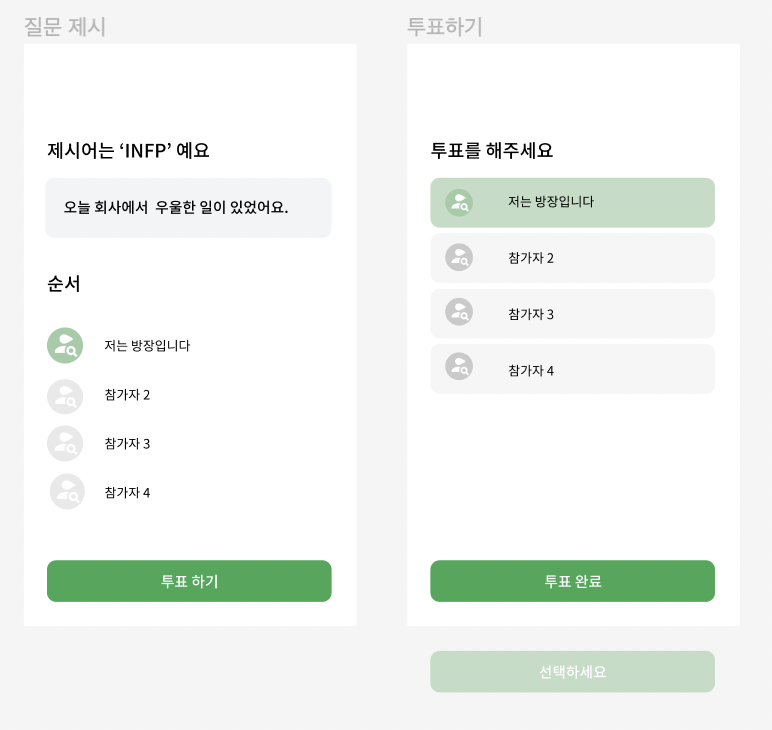 질문 제시
제시어는 ‘INFP’ 예요
오늘 회사에서  우울한 일이 있었어요.
순서
저는 방장입니다
참가자 2
참가자 3
참가자 4
투표 하기
투표하기
투표를 해주세요
저는 방장입니다
참가자 2
참가자 3
참가자 4
투표 완료
선택하세요